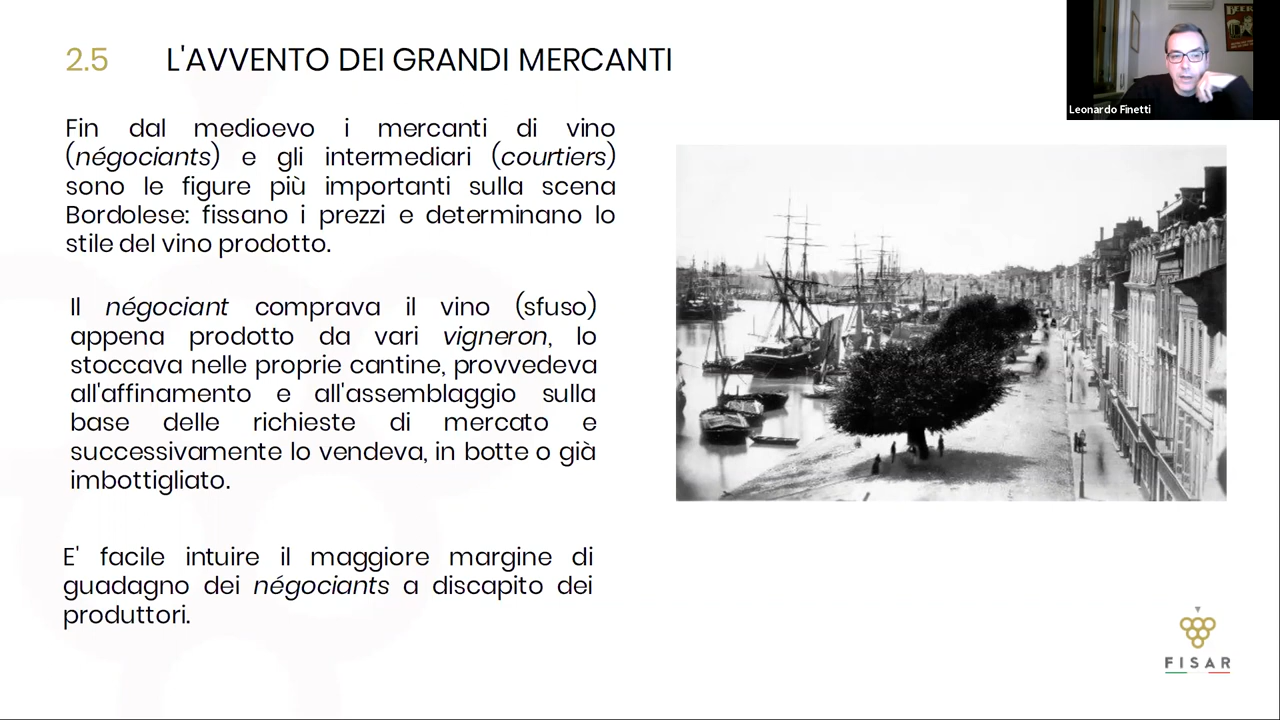 2.5 L'AVVENTO DEI GRANDI MERCANTI
Fin dal medioevo i mercanti di vino
(négociants) e gli intermediari (courtiers)
sono le figure più importanti sulla scena
Bordolese: fissano i prezzi e determinano lo
stile del vino prodotto.
Il négociant comprava il vino (sfuso)
appena prodotto da vari vigneron, lo
stoccava nelle proprie cantine, provvedeva
all'affinamento e all'assemblaggio sulla
base delle richieste di mercato e
successivamente lo vendeva, in botte o già
imbottigliato.
E' facile intuire il maggiore margine di
guadagno dei négociants a discapito dei
produttori.
BEER
Leonardo Finetti
FISAR